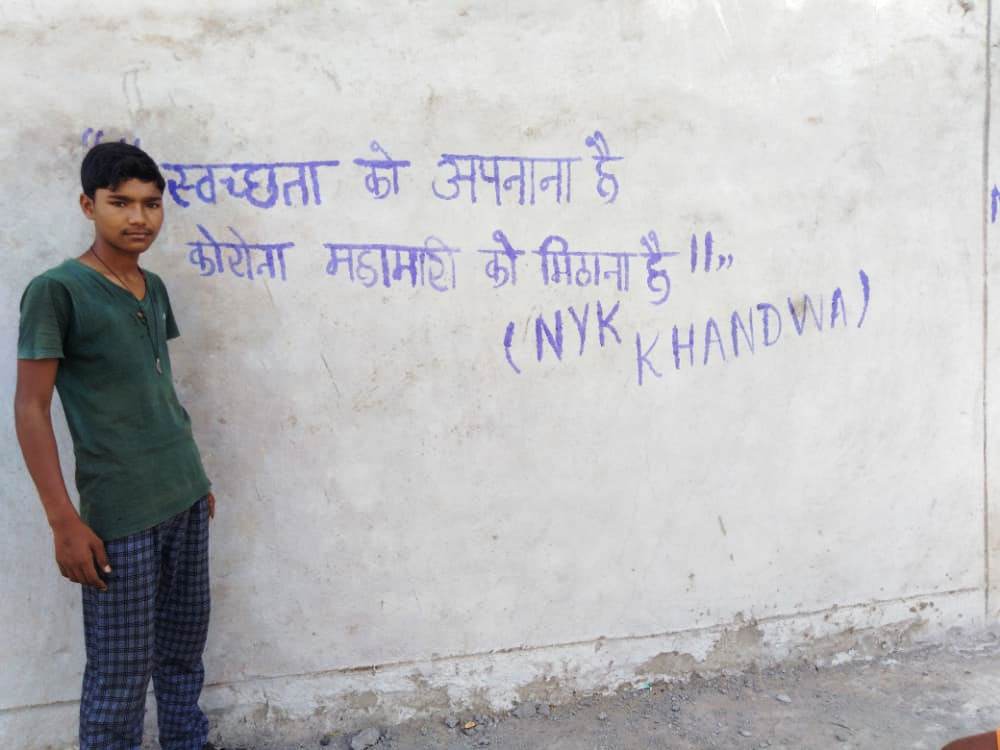 "स्वच्छता को अपनाना है
कोरोना महामारी को मिठाना है॥"
(NYK KHANDWA)